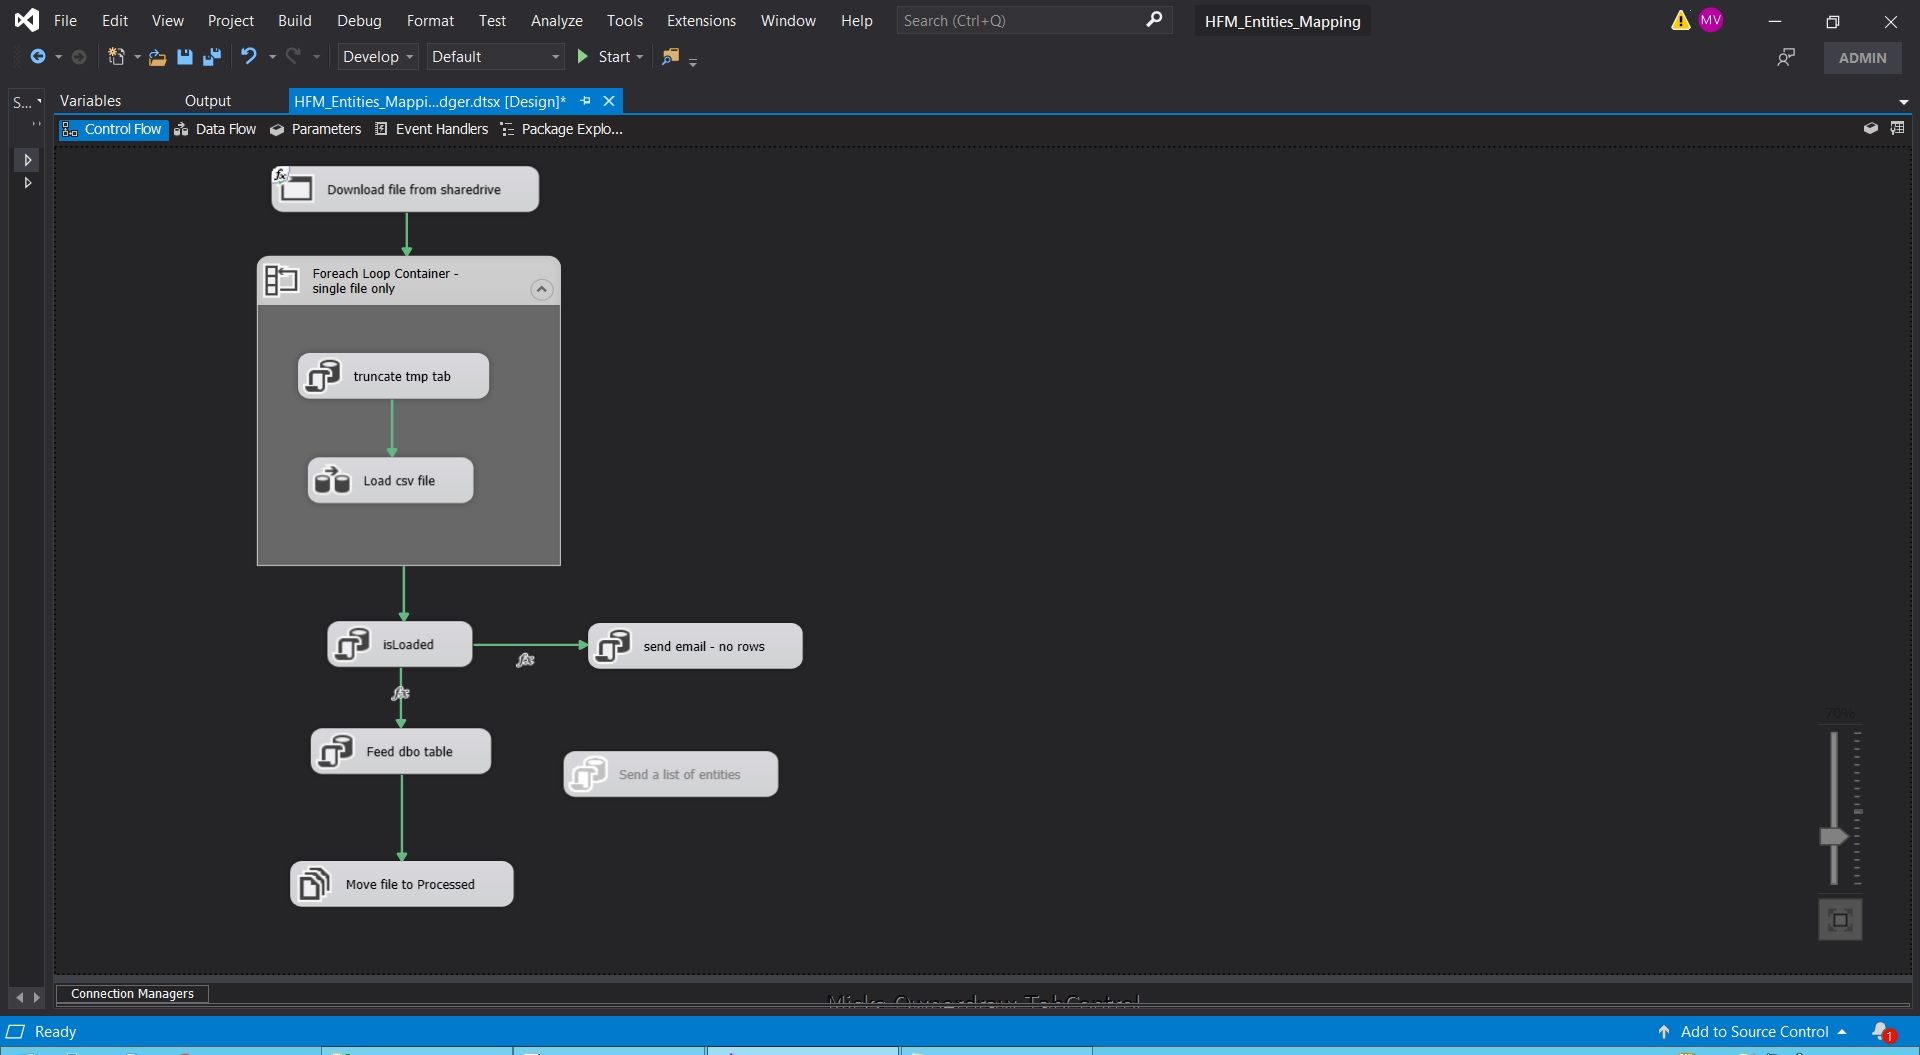 File Edit View Project Build Debug Format Test Analyze Tools Extensions Window Help Search (Ctrl+Q) HFM_Entities_Mapping MV
Develop Default Start ADMIN
S... Variables Output HFM_Entities_Mappi...dger.dtsx [Design]*
Control Flow Data Flow Parameters Event Handlers Package Explo...
fx
Download file from sharedrive
Foreach Loop Container -
single file only
truncate tmp tab
Load csv file
isLoaded
send email - no rows
fx
fx
70%
Feed dbo table
Send a list of entities
Move file to Processed
Connection Managers
Ready Add to Source Control 1